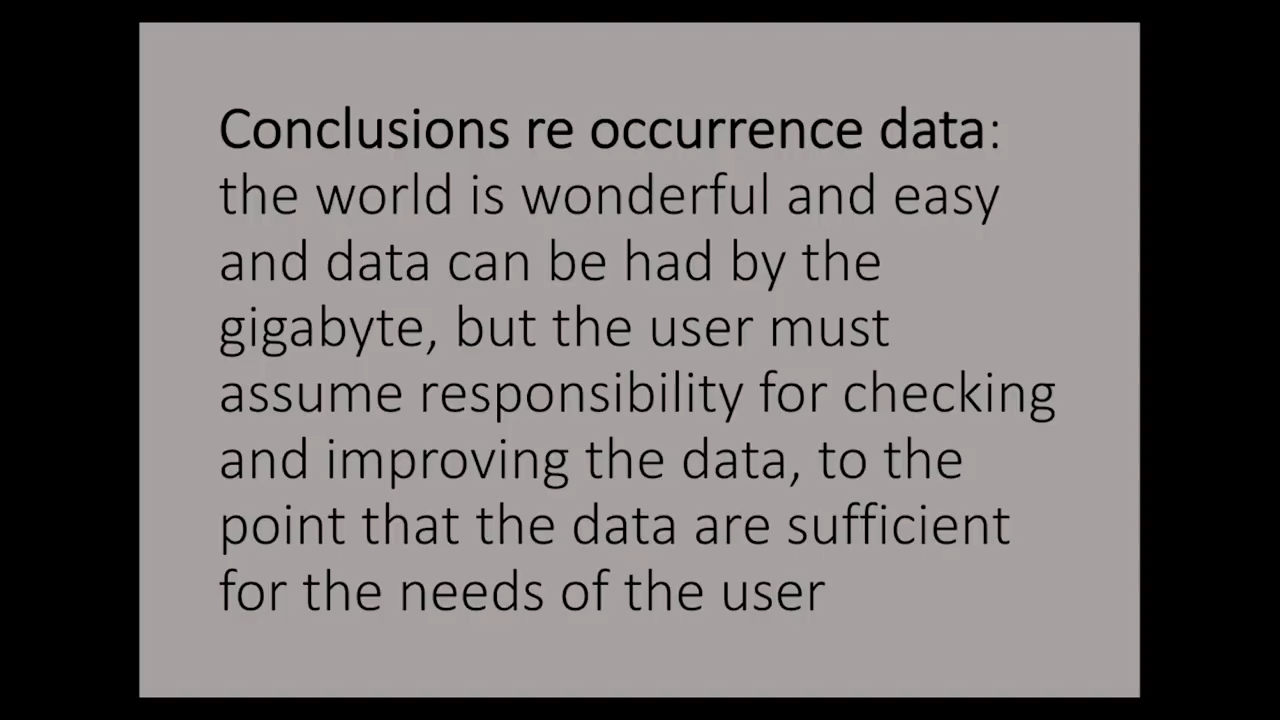 Conclusions re occurrence data:
the world is wonderful and easy
and data can be had by the
gigabyte, but the user must
assume responsibility for checking
and improving the data, to the
point that the data are sufficient
for the needs of the user